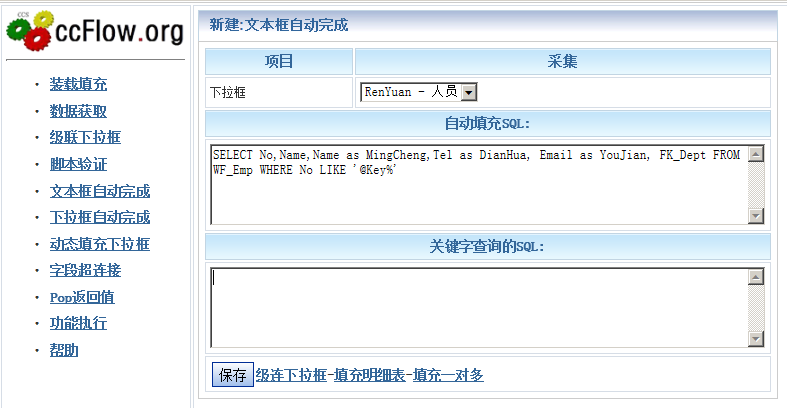 ccs
ccFlow.org
装载填充
数据获取
级联下拉框
脚本验证
文本框自动完成
下拉框自动完成
动态填充下拉框
字段超连接
Pop返回值
功能执行
帮助
新建:文本框自动完成
项目 采集
下拉框 RenYuan - 人员
自动填充SQL:
SELECT No,Name,Name as MingCheng,Tel as DianHua, Email as YouJian, FK_Dept FROM
WF_Emp WHERE No LIKE '@Key%'
关键字查询的SQL:
保存 级连下拉框-填充明细表-填充一对多